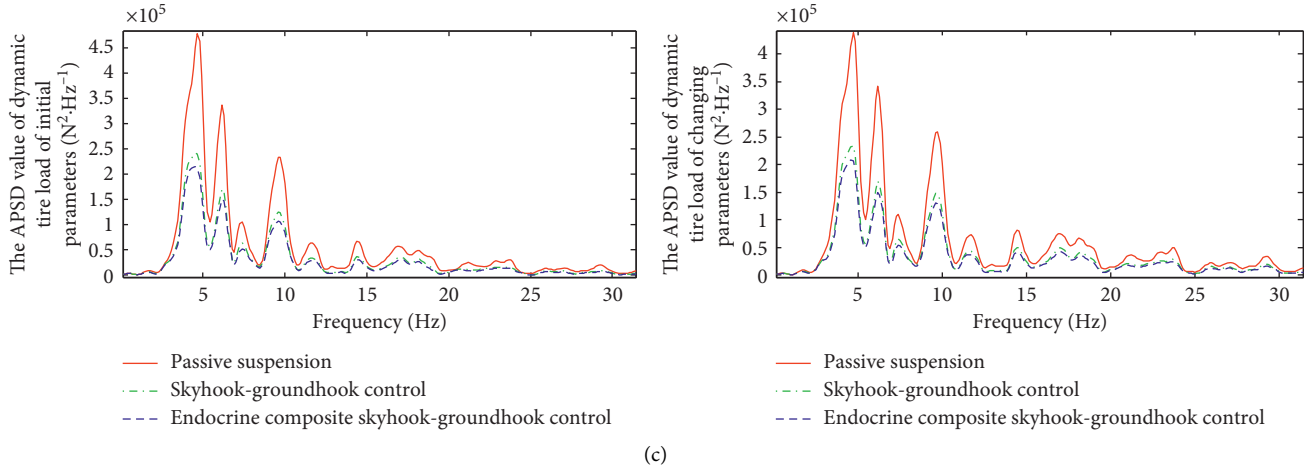 ×10⁵
The APSD value of dynamic
tire load of initial
parameters (N²·Hz⁻¹)
4.5
4
3.5
3
2.5
2
1.5
1
0.5
0
5 10 15 20 25 30
Frequency (Hz)
Passive suspension
Skyhook-groundhook control
Endocrine composite skyhook-groundhook control
×10⁵
The APSD value of dynamic
tire load of changing
parameters (N²·Hz⁻¹)
4
3.5
3
2.5
2
1.5
1
0.5
0
5 10 15 20 25 30
Frequency (Hz)
Passive suspension
Skyhook-groundhook control
Endocrine composite skyhook-groundhook control
(c)